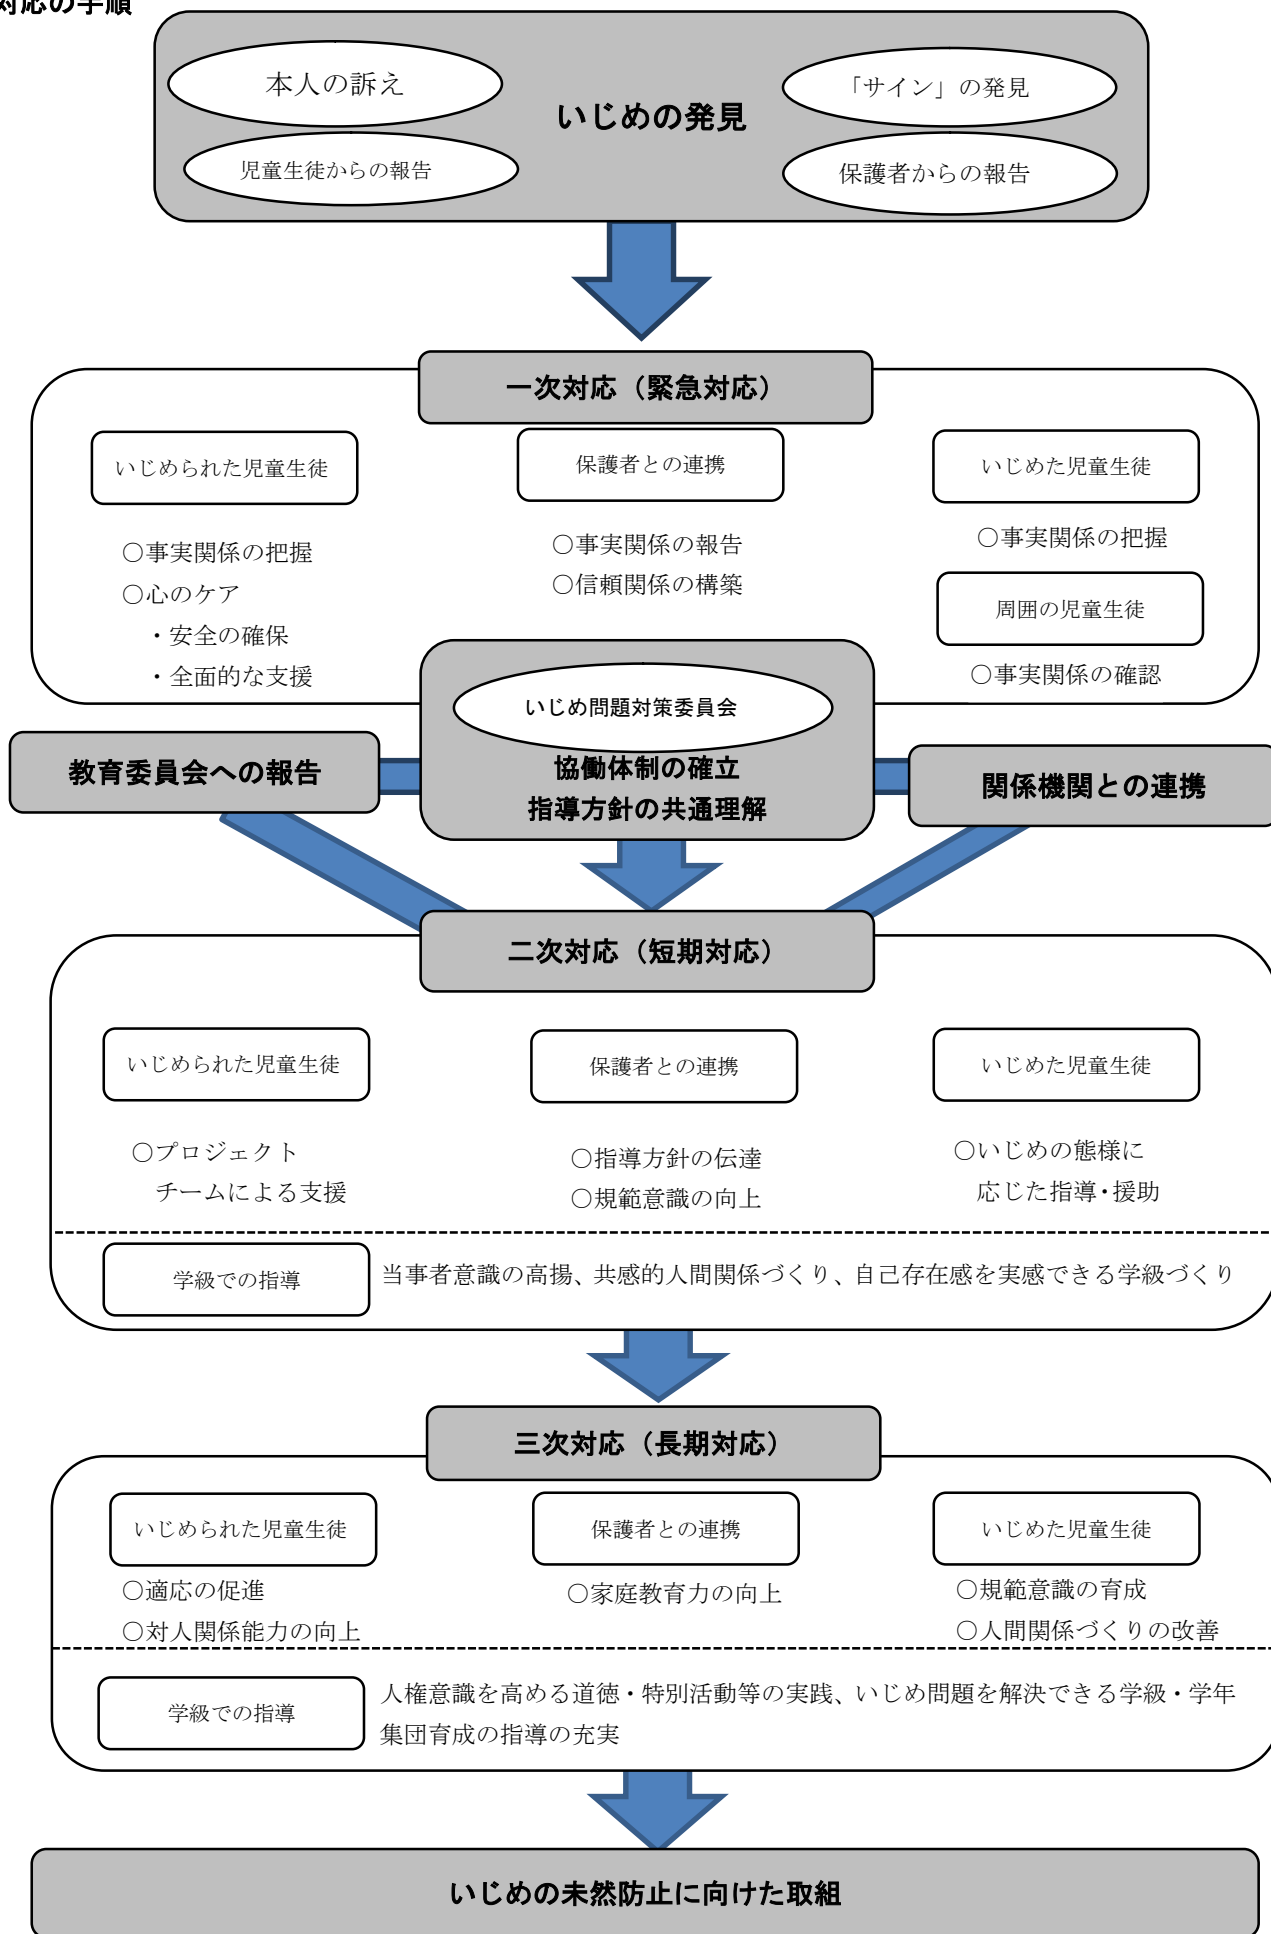 対応の手順
本人の訴え
「サイン」の発見
いじめの発見
児童生徒からの報告
保護者からの報告
一次対応（緊急対応）
いじめられた児童生徒
○事実関係の把握
○心のケア
・安全の確保
・全面的な支援
保護者との連携
○事実関係の報告
○信頼関係の構築
いじめた児童生徒
○事実関係の把握
周囲の児童生徒
○事実関係の確認
いじめ問題対策委員会
協働体制の確立
指導方針の共通理解
教育委員会への報告
関係機関との連携
二次対応（短期対応）
いじめられた児童生徒
○プロジェクト
チームによる支援
保護者との連携
○指導方針の伝達
○規範意識の向上
いじめた児童生徒
○いじめの態様に
応じた指導・援助
学級での指導
当事者意識の高揚、共感的人間関係づくり、自己存在感を実感できる学級づくり
三次対応（長期対応）
いじめられた児童生徒
○適応の促進
○対人関係能力の向上
保護者との連携
○家庭教育力の向上
いじめた児童生徒
○規範意識の育成
○人間関係づくりの改善
学級での指導
人権意識を高める道徳・特別活動等の実践、いじめ問題を解決できる学級・学年
集団育成の指導の充実
いじめの未然防止に向けた取組